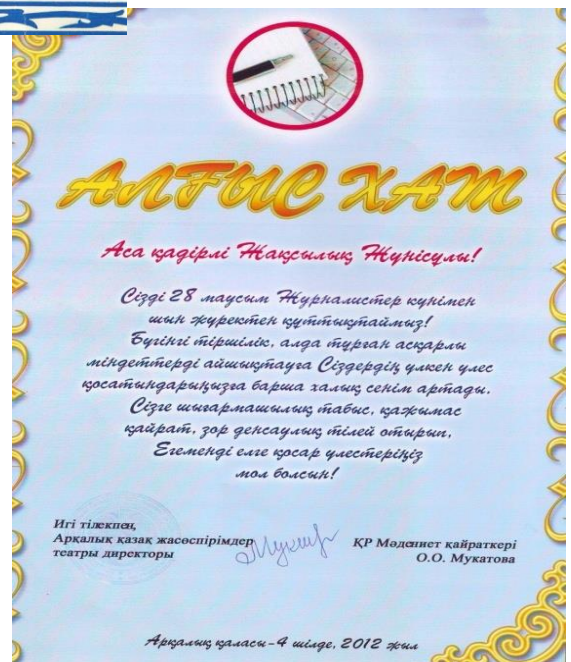 АЛҒЫС ХАТ
Аса қадірлі Жақсылық Жүнісұлы!
Сізді 28 маусым Журналистер күнімен
шын жүректен құттықтаймыз!
Бүгінгі тіршілік, алда тұрған асқарлы
міндеттерді айшықтауға Сіздердің үлкен үлес
қосатындарыңызға барша халық сенім артады.
Сізге шығармашылық табыс, қажымас
қайрат, зор денсаулық тілей отырып,
Егеменді елге қосар үлестеріңіз
мол болсын!
Игі тілекпен,
Арқалық қазақ жасөспірімдер
театры директоры
ҚР Мәдениет қайраткері
О.О. Мукатова
Арқалық қаласы-4 шілде, 2012 жыл